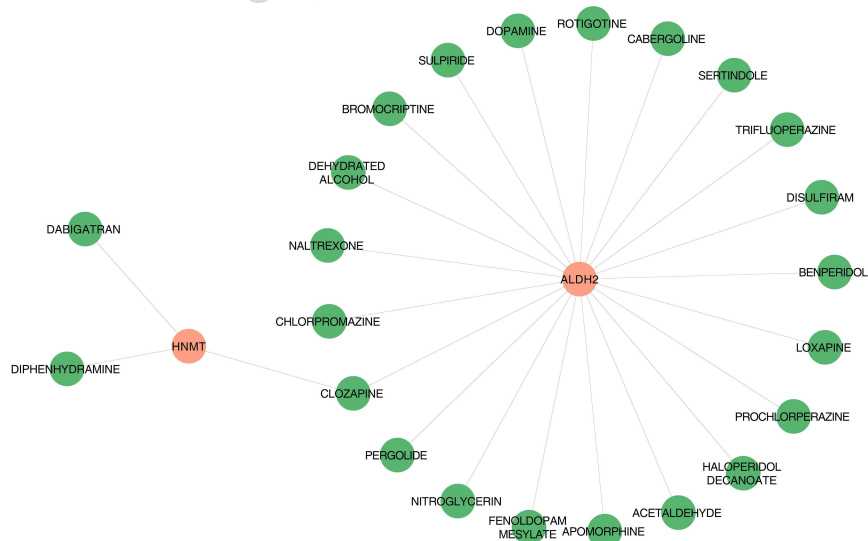 ROTIGOTINE
DOPAMINE
CABERGOLINE
SULPIRIDE
SERTINDOLE
BROMOCRIPTINE
TRIFLUOPERAZINE
DEHYDRATED
ALCOHOL
DISULFIRAM
DABIGATRAN
NALTREXONE
BENPERIDOL
ALDH2
CHLORPROMAZINE
HNMT
LOXAPINE
DIPHENHYDRAMINE
CLOZAPINE
PROCHLORPERAZINE
PERGOLIDE
HALOPERIDOL
DECANOATE
NITROGLYCERIN
ACETALDEHYDE
FENOLDOPAM
MESYLATE
APOMORPHINE